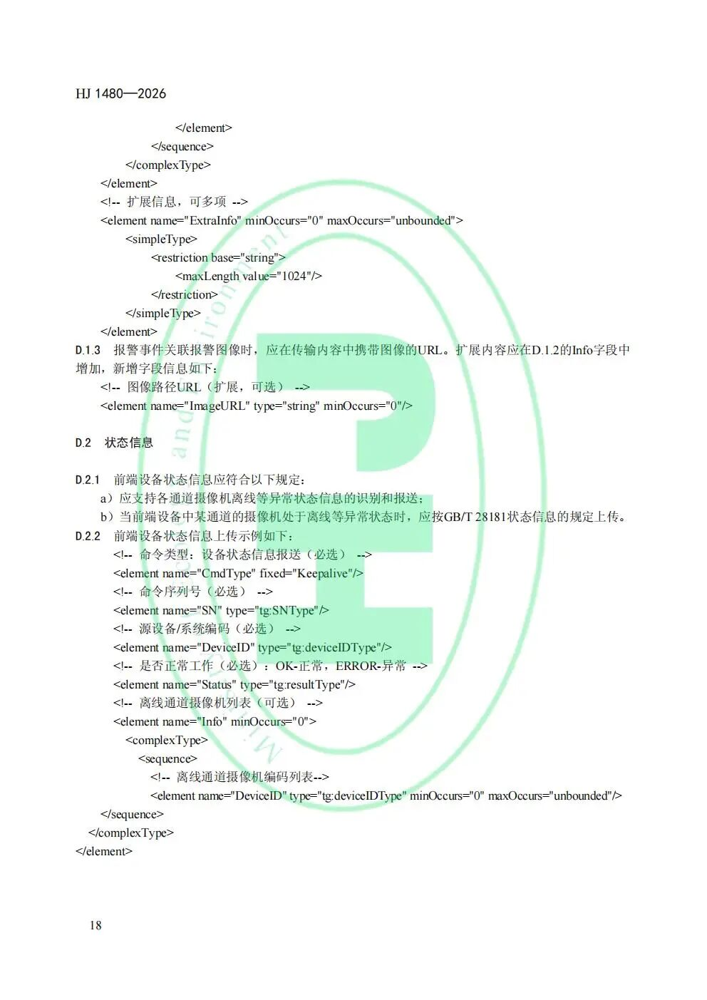 HJ 1480—2026
</element>
</sequence>
</complexType>
</element>
<!-- 扩展信息，可多项 -->
<element name="ExtraInfo" minOccurs="0" maxOccurs="unbounded">
<simpleType>
<restriction base="string">
<maxLength value="1024"/>
</restriction>
</simpleType>
</element>
D.1.3 报警事件关联报警图像时，应在传输内容中携带图像的URL。扩展内容应在D.1.2的Info字段中
增加，新增字段信息如下：
<!-- 图像路径URL（扩展，可选） -->
<element name="ImageURL" type="string" minOccurs="0"/>
D.2 状态信息
D.2.1 前端设备状态信息应符合以下规定：
a）应支持各通道摄像机离线等异常状态信息的识别和报送；
b）当前端设备中某通道的摄像机处于离线等异常状态时，应按GB/T 28181状态信息的规定上传。
D.2.2 前端设备状态信息上传示例如下：
<!-- 命令类型：设备状态信息报送（必选） -->
<element name="CmdType" fixed="Keepalive"/>
<!-- 命令序列号（必选） -->
<element name="SN" type="tg:SNType"/>
<!-- 源设备/系统编码（必选） -->
<element name="DeviceID" type="tg:deviceIDType"/>
<!-- 是否正常工作（必选）：OK-正常，ERROR-异常 -->
<element name="Status" type="tg:resultType"/>
<!-- 离线通道摄像机列表（可选） -->
<element name="Info" minOccurs="0">
<complexType>
<sequence>
<!-- 离线通道摄像机编码列表-->
<element name="DeviceID" type="tg:deviceIDType" minOccurs="0" maxOccurs="unbounded"/>
</sequence>
</complexType>
</element>
18
Ministry of Ecology and Environment